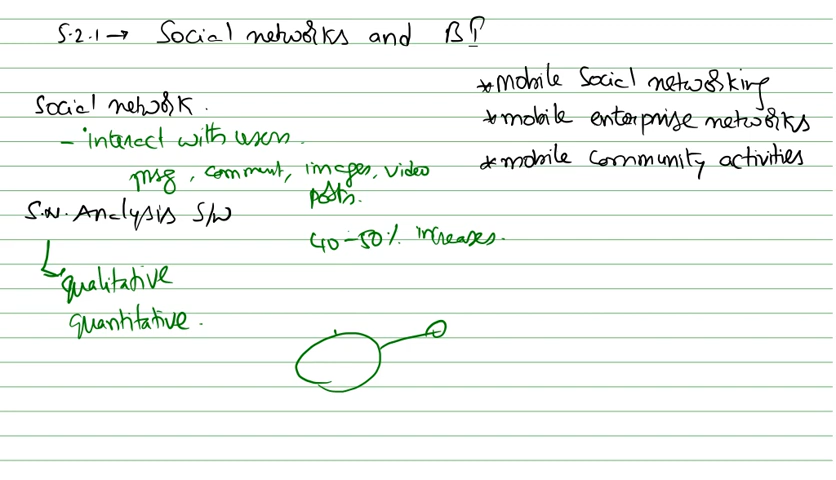 5.2.1 → Social networks and BI
* mobile Social networking
* mobile enterprise networks
* mobile Community activities
Social network.
- interact with users.
msg, comment, images, video
posts.
S.N. Analysis S/W
40-50% increases.
qualitative
quantitative.